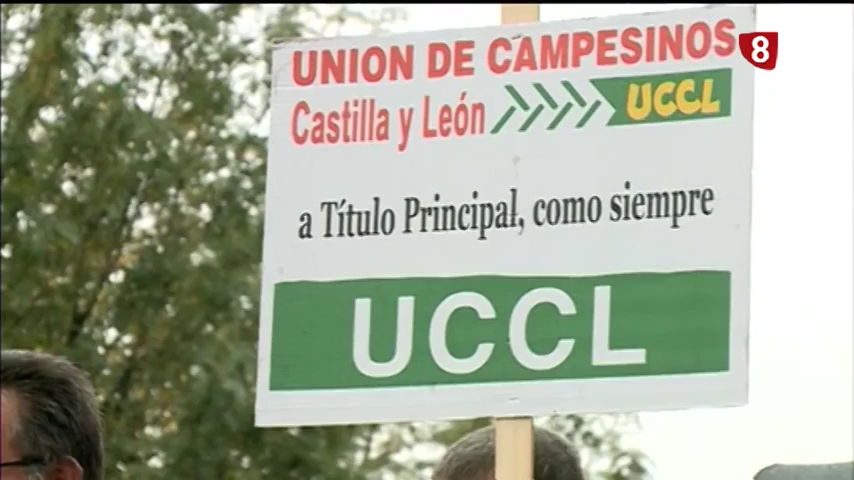 UNION DE CAMPESINOS
Castilla y León UCCL
a Título Principal, como siempre
UCCL
8